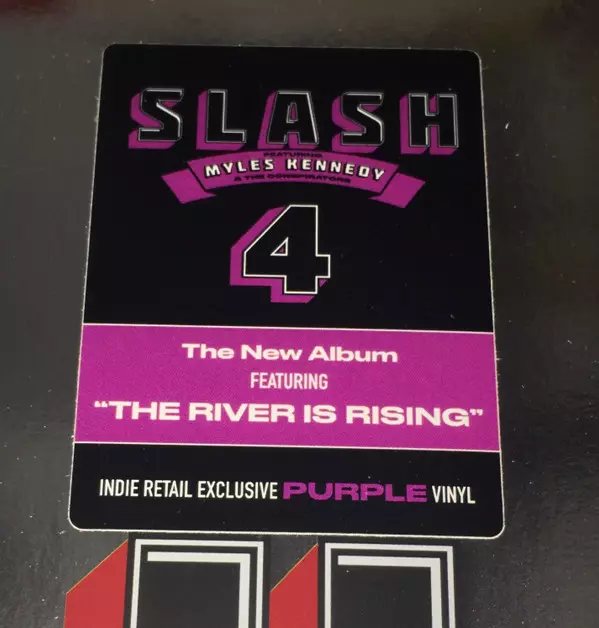 SLASH
FEATURING
MYLES KENNEDY
& THE CONSPIRATORS
4
The New Album
FEATURING
“THE RIVER IS RISING”
INDIE RETAIL EXCLUSIVE PURPLE VINYL